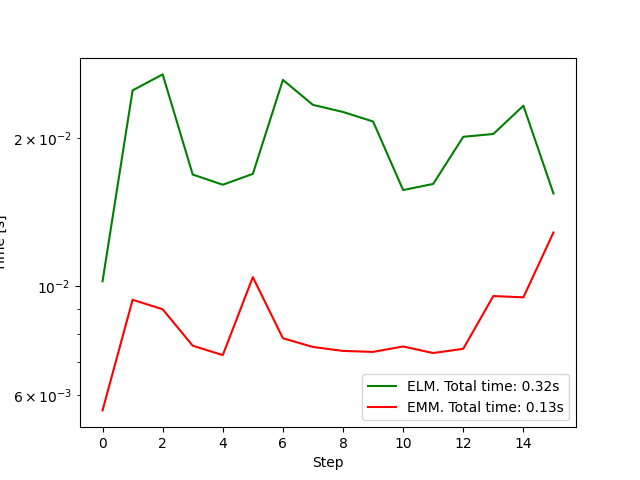 2 × 10⁻²
10⁻²
6 × 10⁻³
Time [s]
0 2 4 6 8 10 12 14
Step
ELM. Total time: 0.32s
EMM. Total time: 0.13s